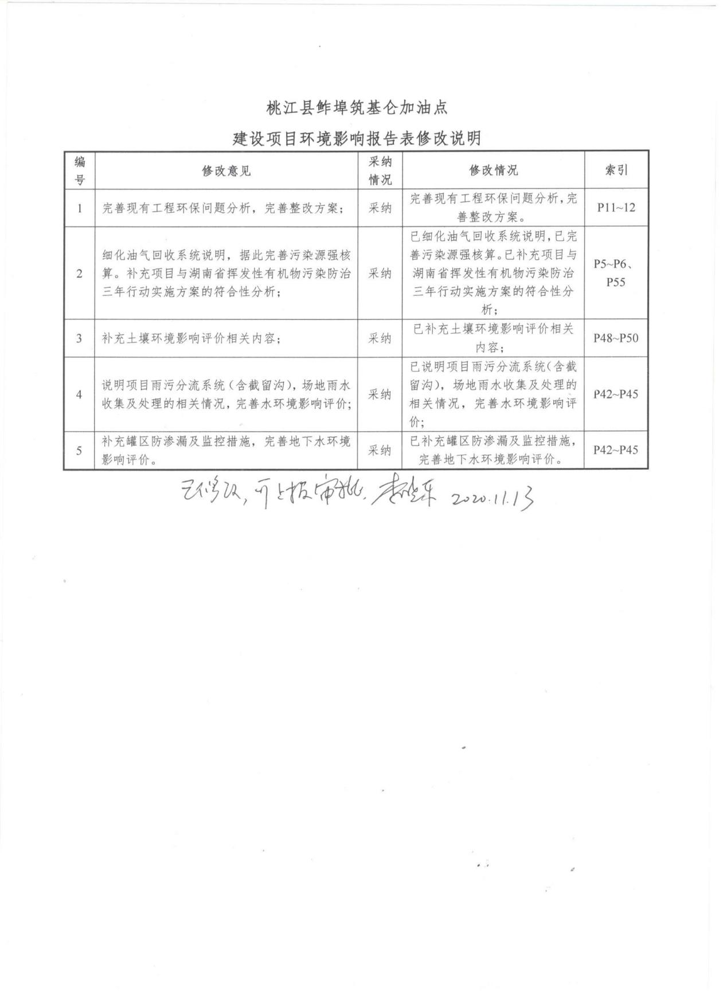 桃江县鲊埠筑基仑加油点
建设项目环境影响报告表修改说明
编号 修改意见 采纳情况 修改情况 索引
1 完善现有工程环保问题分析，完善整改方案； 采纳 完善现有工程环保问题分析，完
善整改方案。 P11~12
2 细化油气回收系统说明，据此完善污染源强核
算。补充项目与湖南省挥发性有机物污染防治
三年行动实施方案的符合性分析； 采纳 已细化油气回收系统说明，已完
善污染源强核算。已补充项目与
湖南省挥发性有机物污染防治
三年行动实施方案的符合性分
析； P5~P6、
P55
3 补充土壤环境影响评价相关内容； 采纳 已补充土壤环境影响评价相关
内容； P48~P50
4 说明项目雨污分流系统（含截留沟），场地雨水
收集及处理的相关情况，完善水环境影响评价； 采纳 已说明项目雨污分流系统（含截
留沟），场地雨水收集及处理的
相关情况，完善水环境影响评
价； P42~P45
5 补充罐区防渗漏及监控措施，完善地下水环境
影响评价。 采纳 已补充罐区防渗漏及监控措施，
完善地下水环境影响评价。 P42~P45
已修改，可上报审批. 2020.11.13